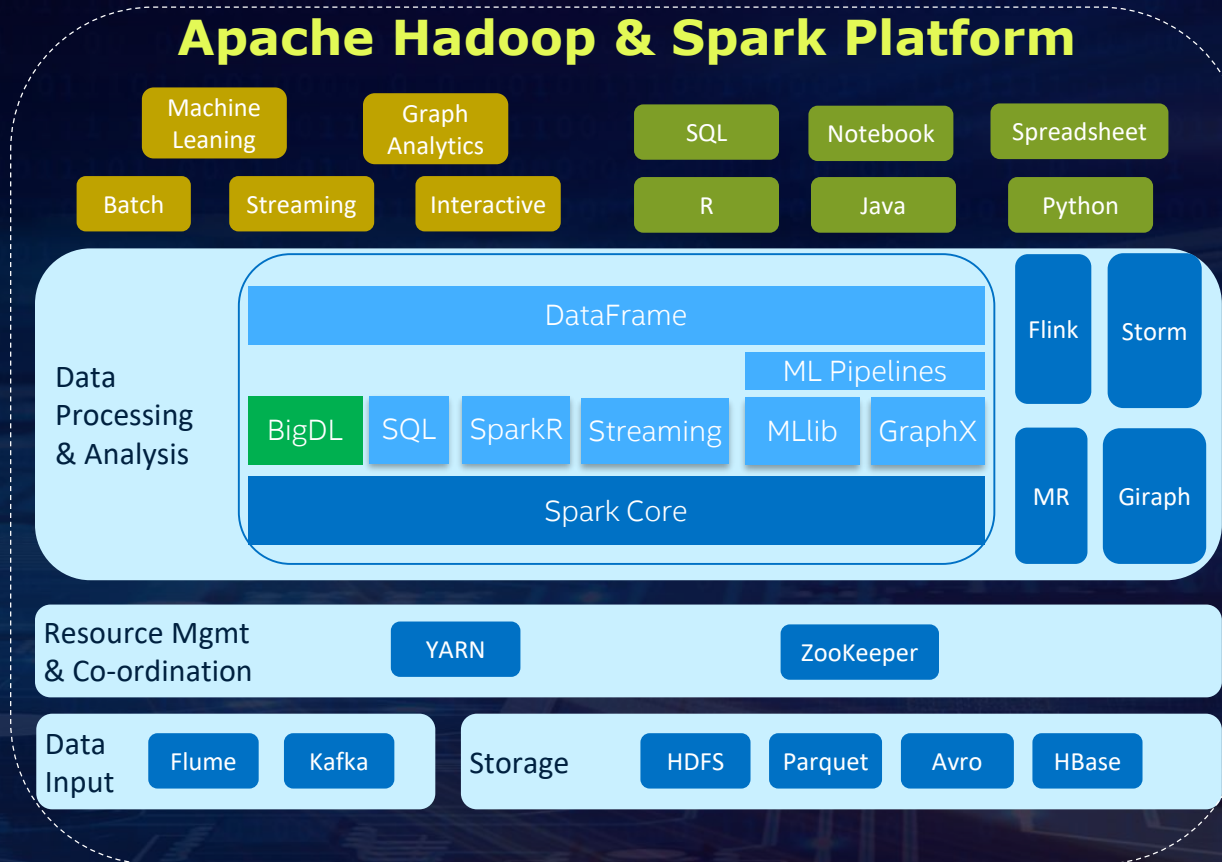 Apache Hadoop & Spark Platform
Machine
Leaning
Graph
Analytics
SQL
Notebook
Spreadsheet
Batch
Streaming
Interactive
R
Java
Python
Data
Processing
& Analysis
DataFrame
ML Pipelines
BigDL
SQL
SparkR
Streaming
MLlib
GraphX
Spark Core
Flink
Storm
MR
Giraph
Resource Mgmt
& Co-ordination
YARN
ZooKeeper
Data
Input
Flume
Kafka
Storage
HDFS
Parquet
Avro
HBase